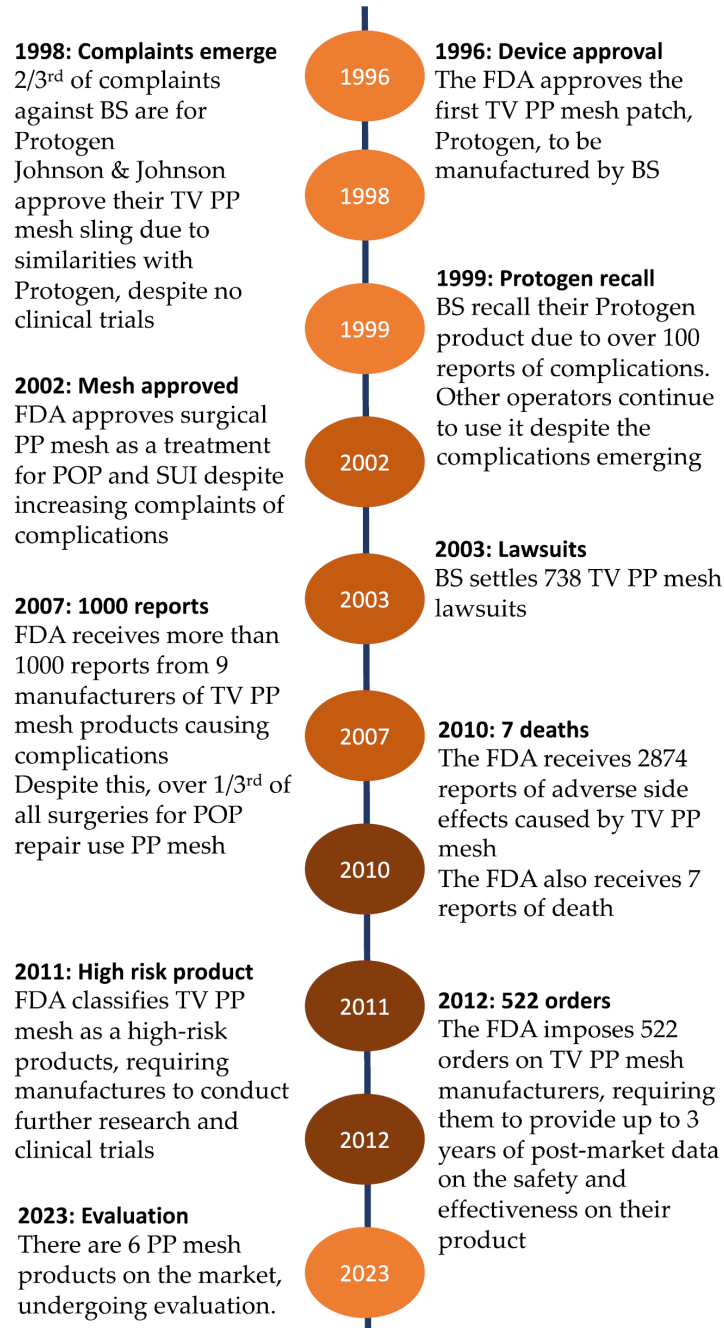 1996
1996: Device approval
The FDA approves the
first TV PP mesh patch,
Protogen, to be
manufactured by BS
1998: Complaints emerge
2/3rd of complaints
against BS are for
Protogen
Johnson & Johnson
approve their TV PP
mesh sling due to
similarities with
Protogen, despite no
clinical trials
1998
1999
1999: Protogen recall
BS recall their Protogen
product due to over 100
reports of complications.
Other operators continue
to use it despite the
complications emerging
2002: Mesh approved
FDA approves surgical
PP mesh as a treatment
for POP and SUI despite
increasing complaints of
complications
2002
2003
2003: Lawsuits
BS settles 738 TV PP mesh
lawsuits
2007: 1000 reports
FDA receives more than
1000 reports from 9
manufacturers of TV PP
mesh products causing
complications
Despite this, over 1/3rd of
all surgeries for POP
repair use PP mesh
2007
2010
2010: 7 deaths
The FDA receives 2874
reports of adverse side
effects caused by TV PP
mesh
The FDA also receives 7
reports of death
2011: High risk product
FDA classifies TV PP
mesh as a high-risk
products, requiring
manufactures to conduct
further research and
clinical trials
2011
2012
2012: 522 orders
The FDA imposes 522
orders on TV PP mesh
manufacturers, requiring
them to provide up to 3
years of post-market data
on the safety and
effectiveness on their
product
2023: Evaluation
There are 6 PP mesh
products on the market,
undergoing evaluation.
2023